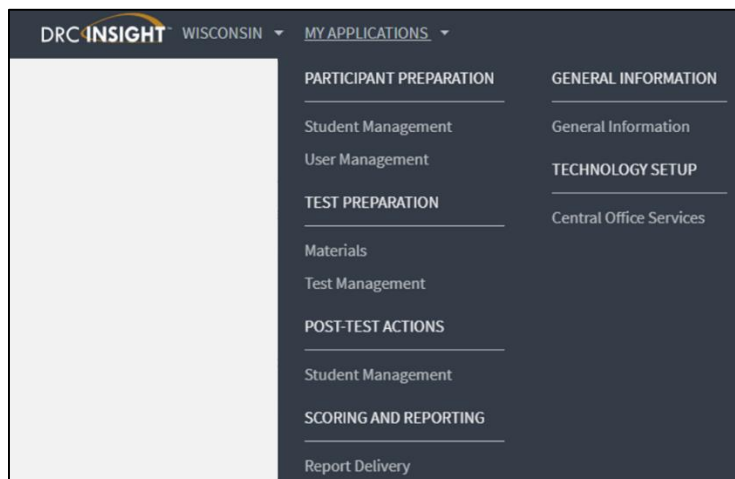 DRC INSIGHT™ WISCONSIN MY APPLICATIONS
PARTICIPANT PREPARATION
Student Management
User Management
TEST PREPARATION
Materials
Test Management
POST-TEST ACTIONS
Student Management
SCORING AND REPORTING
Report Delivery
GENERAL INFORMATION
General Information
TECHNOLOGY SETUP
Central Office Services